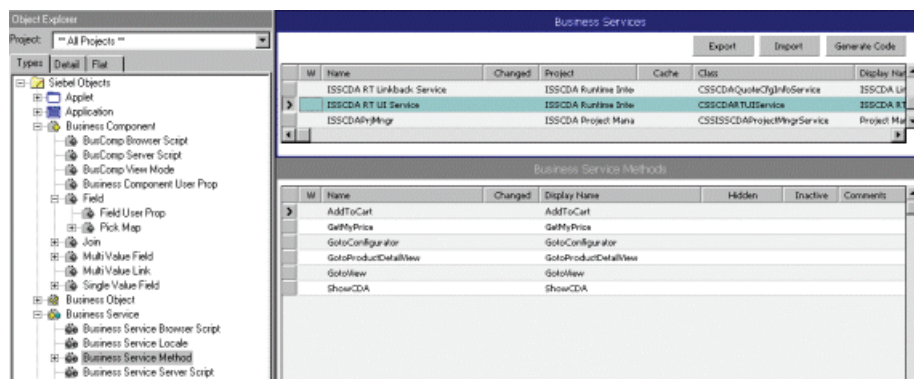 Object Explorer
Project: ** All Projects **
Types Detail Flat
Siebel Objects
Applet
Application
Business Component
BusComp Browser Script
BusComp Server Script
BusComp View Mode
Business Component User Prop
Field
Field User Prop
Pick Map
Join
Multi Value Field
Multi Value Link
Single Value Field
Business Object
Business Service
Business Service Browser Script
Business Service Locale
Business Service Method
Business Service Server Script
Business Services
Export Import Generate Code
W Name Changed Project Cache Class Display Nam
ISSCDA RT Linkback Service ISSCDA Runtime Inte CSSCDAQuoteCfgInfoService ISSCDA Lin
ISSCDA RT UI Service ISSCDA Runtime Inte CSSCDARTUIService ISSCDA RT
ISSCDAPrjMngr ISSCDA Project Mana CSSISSCDAProjectMngrService Project Mar
Business Service Methods
W Name Changed Display Name Hidden Inactive Comments
AddToCart AddToCart
GetMyPrice GetMyPrice
GotoConfigurator GotoConfigurator
GotoProductDetailView GotoProductDetailView
GotoView GotoView
ShowCDA ShowCDA